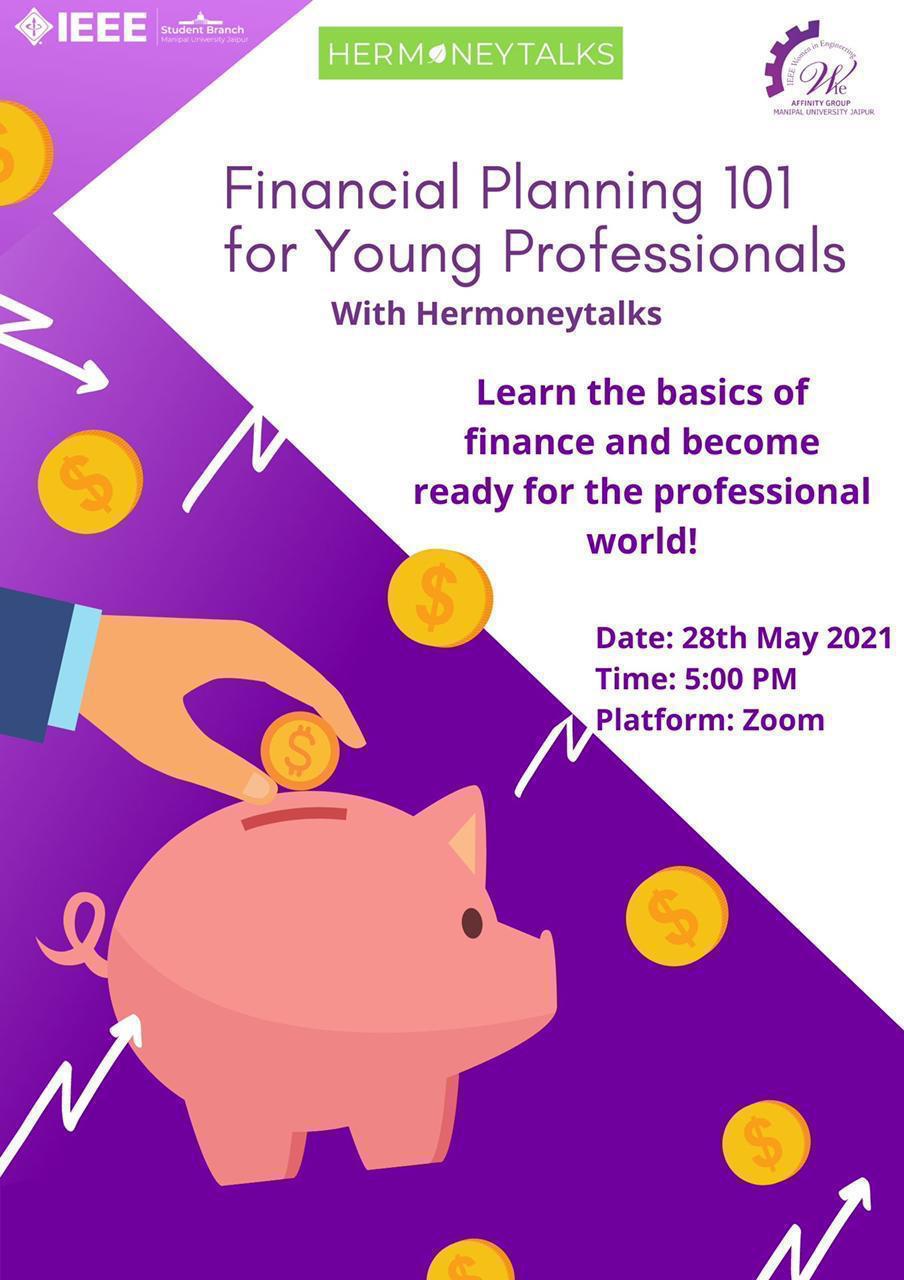 IEEE
Student Branch
Manipal University Jaipur
HERMONEYTALKS
IEEE Women in Engineering
Wie
AFFINITY GROUP
MANIPAL UNIVERSITY JAIPUR
Financial Planning 101
for Young Professionals
With Hermoneytalks
Learn the basics of
finance and become
ready for the professional
world!
Date: 28th May 2021
Time: 5:00 PM
Platform: Zoom
$
$
$
$
$
$
$
$